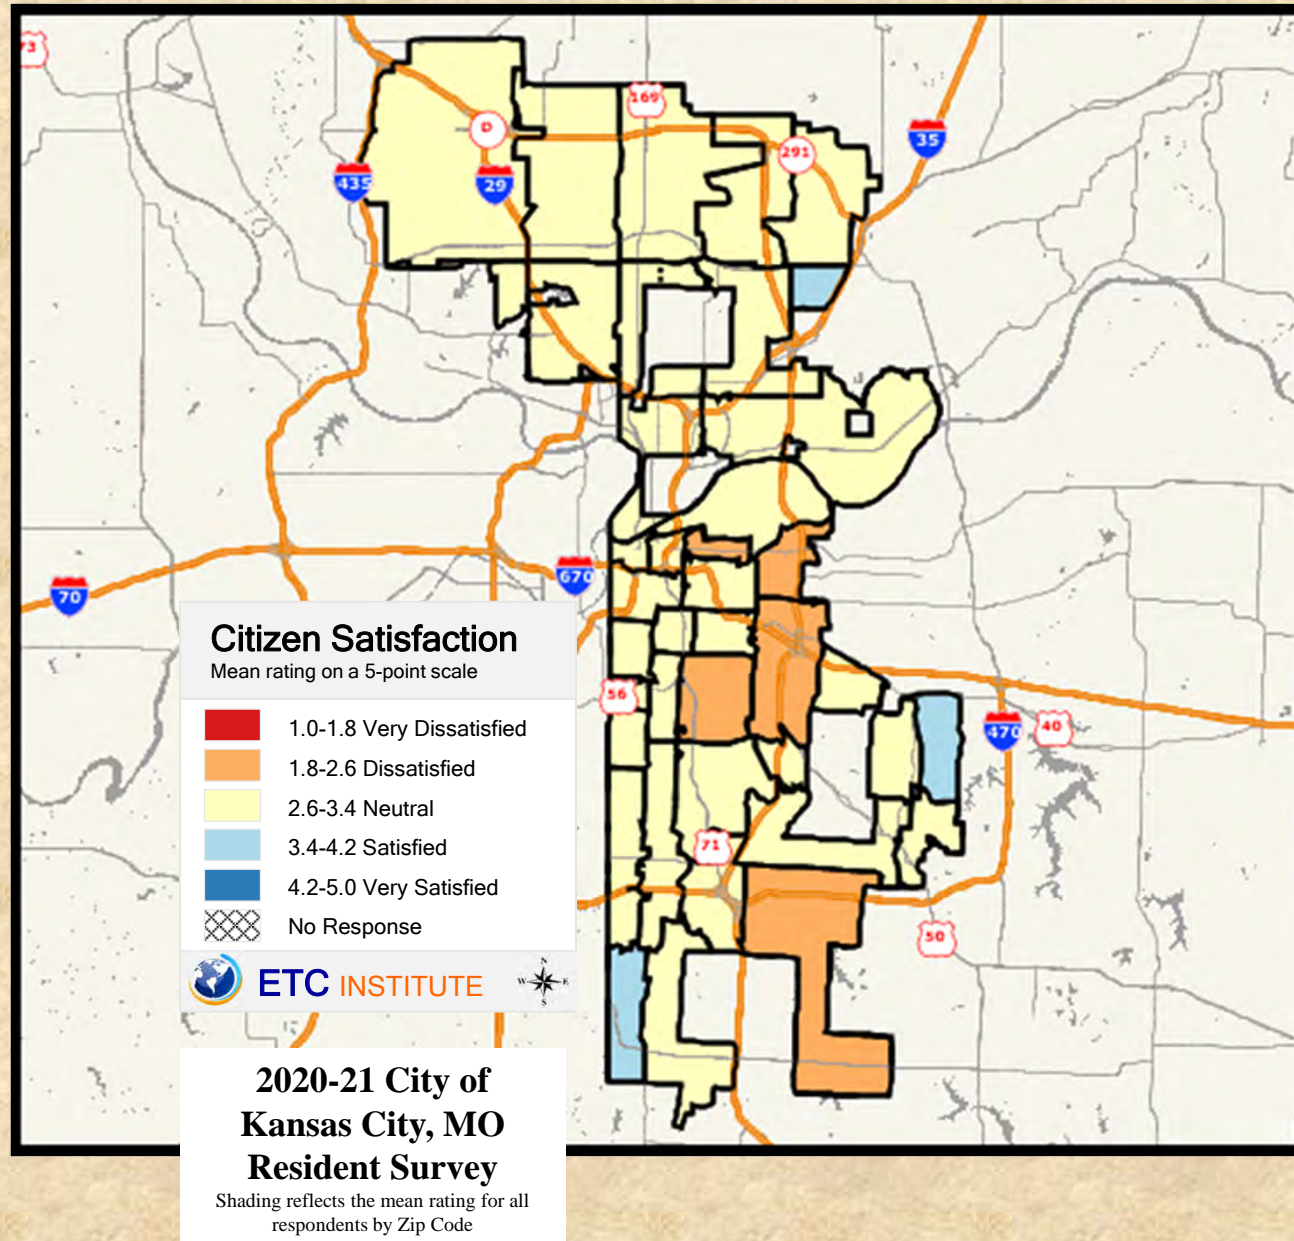 73
169
D
291
35
435
29
70
670
56
470
40
71
50
Citizen Satisfaction
Mean rating on a 5-point scale
1.0-1.8 Very Dissatisfied
1.8-2.6 Dissatisfied
2.6-3.4 Neutral
3.4-4.2 Satisfied
4.2-5.0 Very Satisfied
No Response
ETC INSTITUTE
N
W E
S
2020-21 City of
Kansas City, MO
Resident Survey
Shading reflects the mean rating for all
respondents by Zip Code